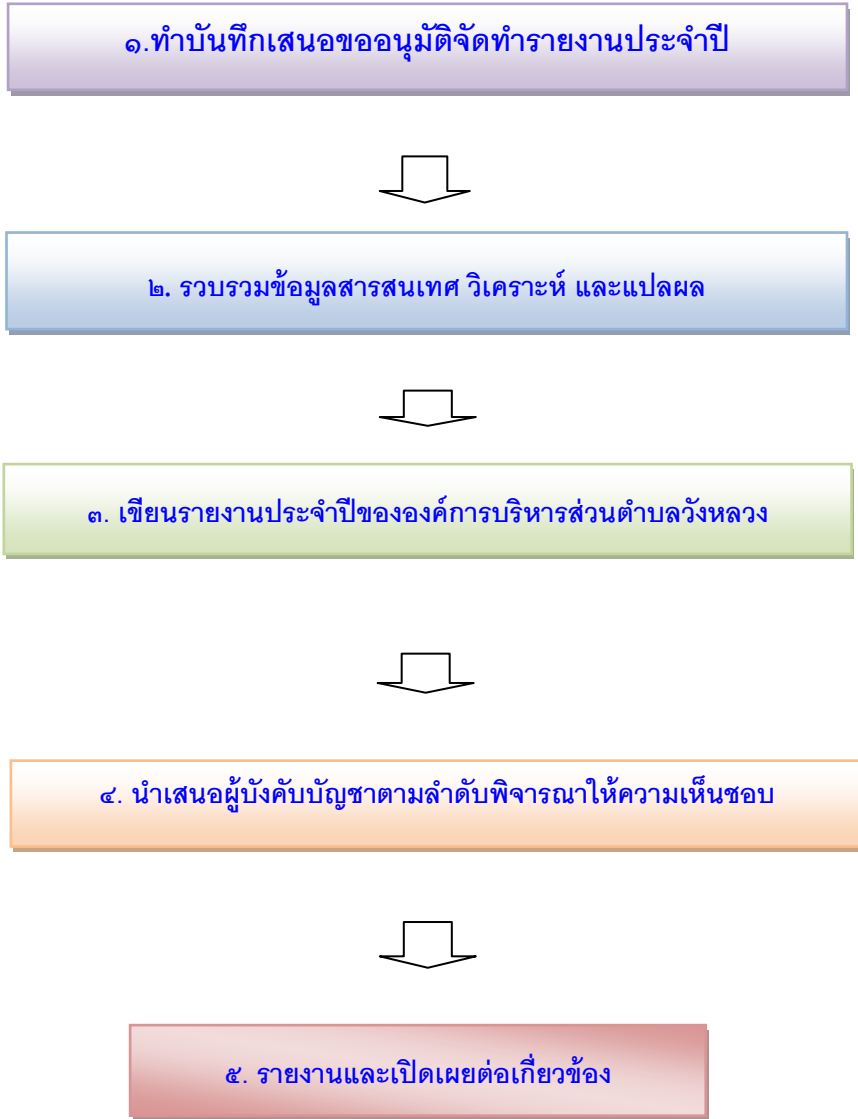 ๑.ทำบันทึกเสนอขออนุมัติจัดทำรายงานประจำปี
๒. รวบรวมข้อมูลสารสนเทศ วิเคราะห์ และแปลผล
๓. เขียนรายงานประจำปีขององค์การบริหารส่วนตำบลวังหลวง
๔. นำเสนอผู้บังคับบัญชาตามลำดับพิจารณาให้ความเห็นชอบ
๕. รายงานและเปิดเผยต่อเกี่ยวข้อง